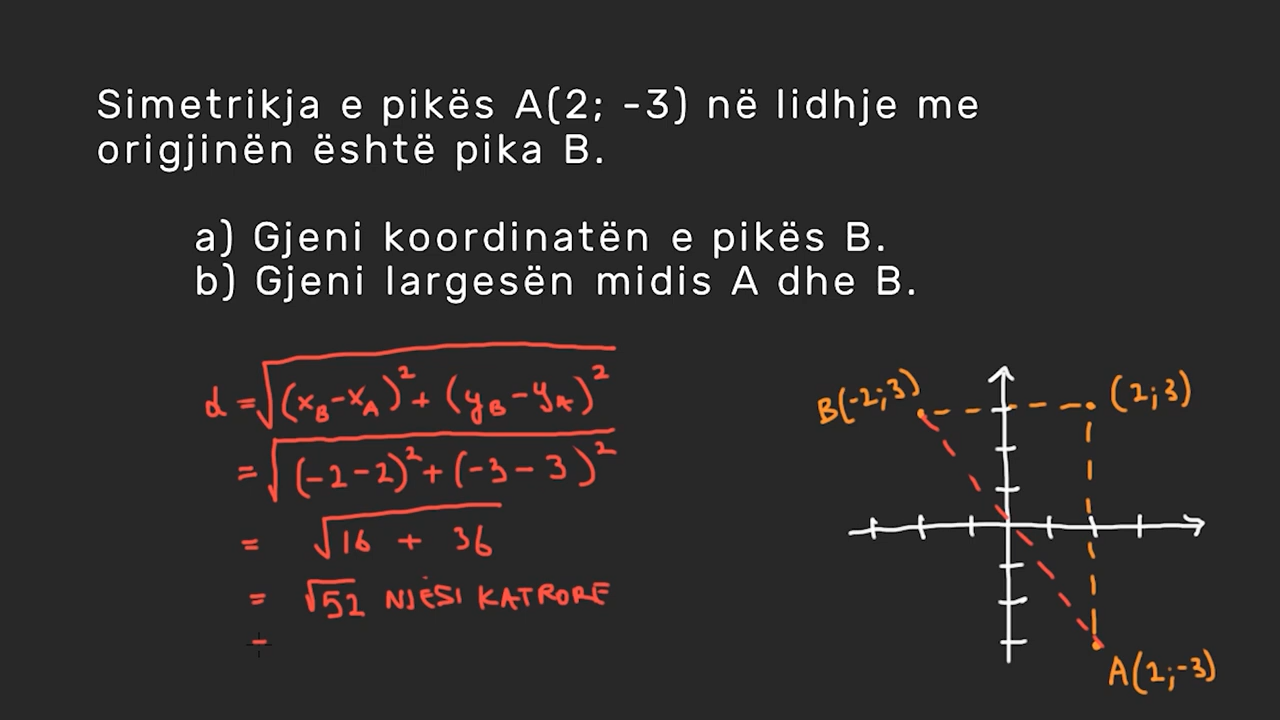 Simetrikja e pikës A(2; -3) në lidhje me
origjinën është pika B.
a) Gjeni koordinatën e pikës B.
b) Gjeni largesën midis A dhe B.
d = √(x_B - x_A)² + (y_B - y_A)²
= √(-2 - 2)² + (-3 - 3)²
= √16 + 36
= √52 NJËSI KATRORE
=
B(-2;3)
(2;3)
A(2;-3)